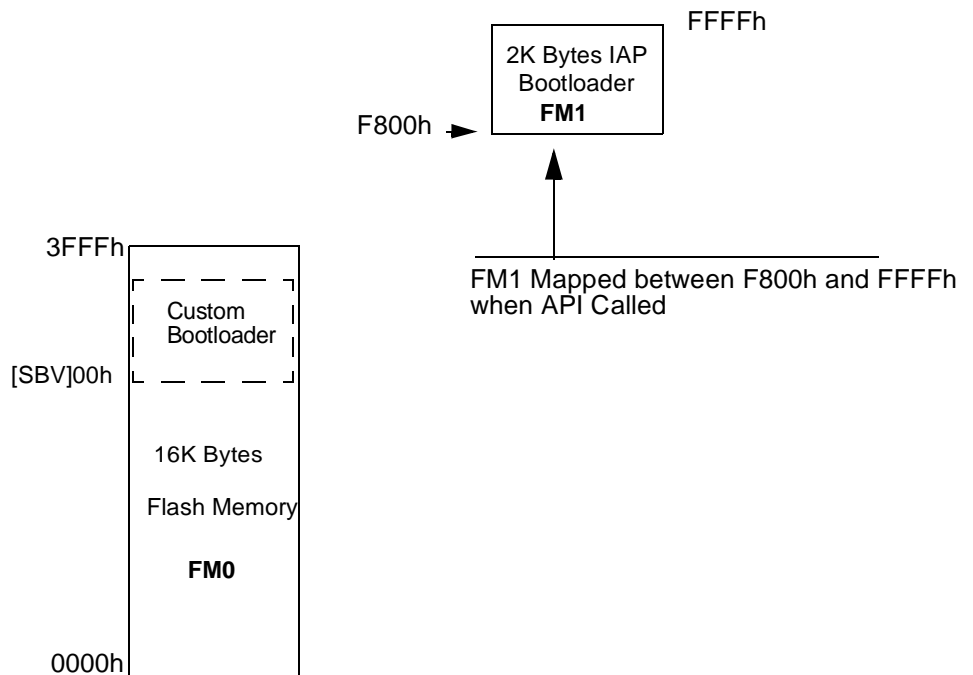 FFFFh
2K Bytes IAP
Bootloader
FM1
F800h
3FFFh
FM1 Mapped between F800h and FFFFh
when API Called
Custom
Bootloader
[SBV]00h
16K Bytes
Flash Memory
FM0
0000h